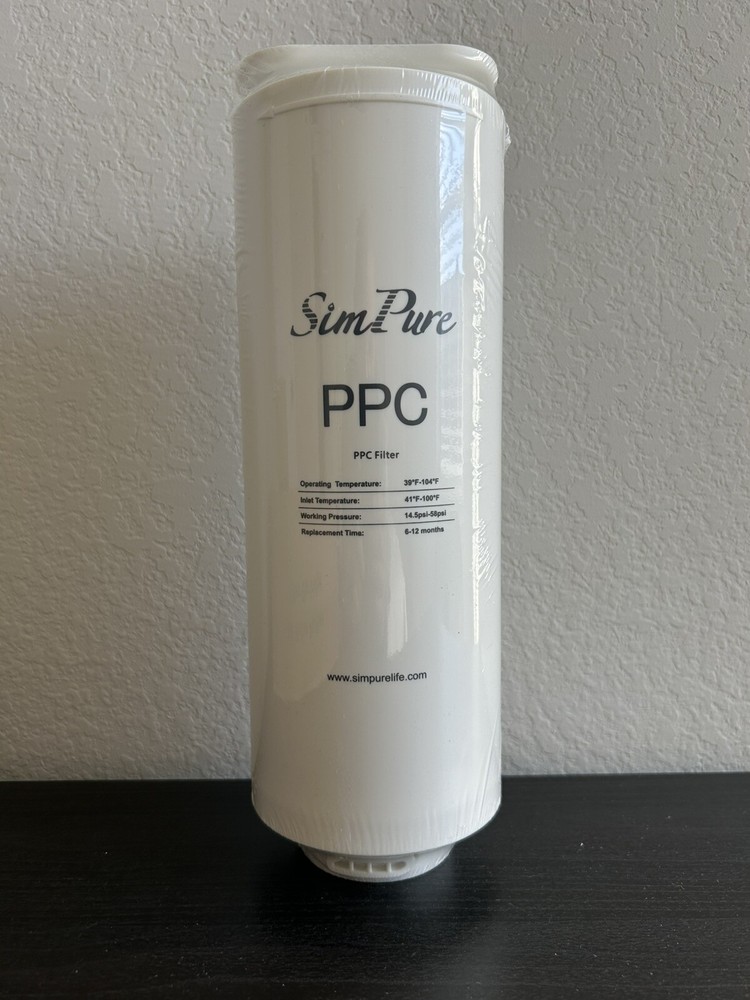 SimPure
PPC
PPC Filter
Operating Temperature: 39°F-104°F
Inlet Temperature: 41°F-100°F
Working Pressure: 14.5psi-58psi
Replacement Time: 6-12 months
www.simpurelife.com